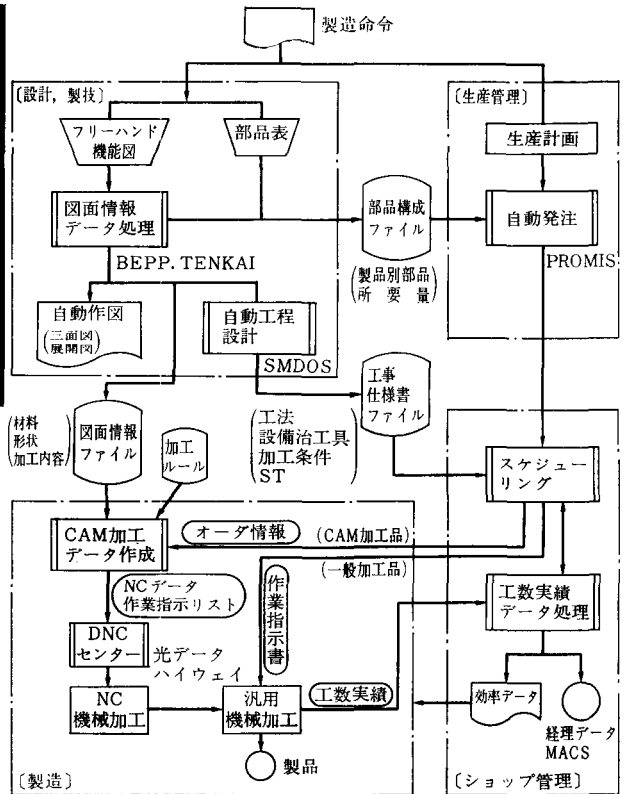 製造命令
〔設計，製技〕
フリーハンド
機能図
部品表
図面情報
データ処理
BEPP. TENKAI
自動作図
(三面図)
(展開図)
自動工程
設計
SMDOS
部品構成
ファイル
(製品別部品)
(所要量)
〔生産管理〕
生産計画
自動発注
PROMIS
(材料
形状
加工内容)
図面情報
ファイル
加工
ルール
(工法
設備治工具
加工条件
ST)
工事
仕様書
ファイル
スケジュー
リング
CAM加工
データ作成
オーダ情報
(CAM加工品)
(一般加工品)
NCデータ
作業指示リスト
作業指示書
DNC
センター
光データ
ハイウェイ
NC
機械加工
汎用
機械加工
工数実績
製品
〔製造〕
工数実績
データ処理
効率データ
経理データ
MACS
〔ショップ管理〕